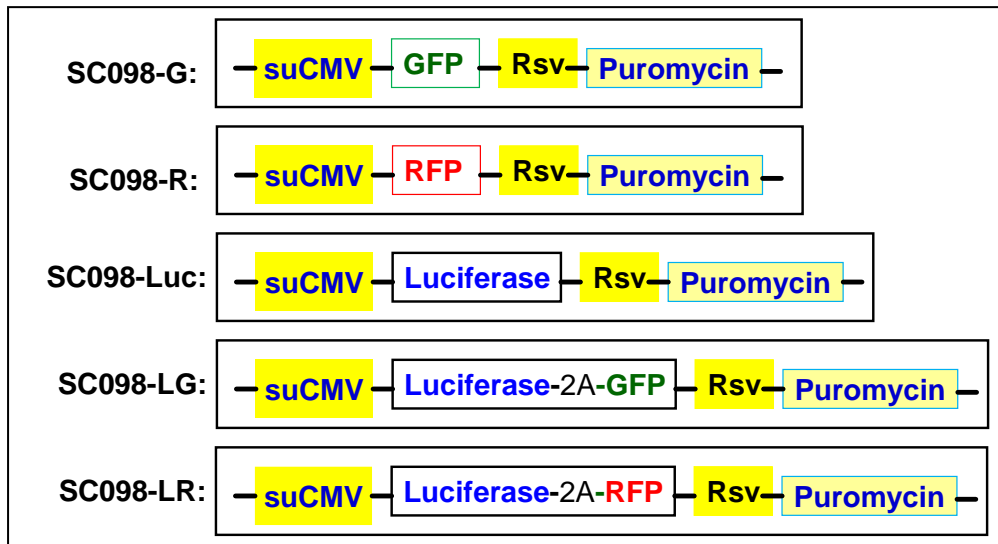 SC098-G: suCMV GFP Rsv Puromycin
SC098-R: suCMV RFP Rsv Puromycin
SC098-Luc: suCMV Luciferase Rsv Puromycin
SC098-LG: suCMV Luciferase-2A-GFP Rsv Puromycin
SC098-LR: suCMV Luciferase-2A-RFP Rsv Puromycin